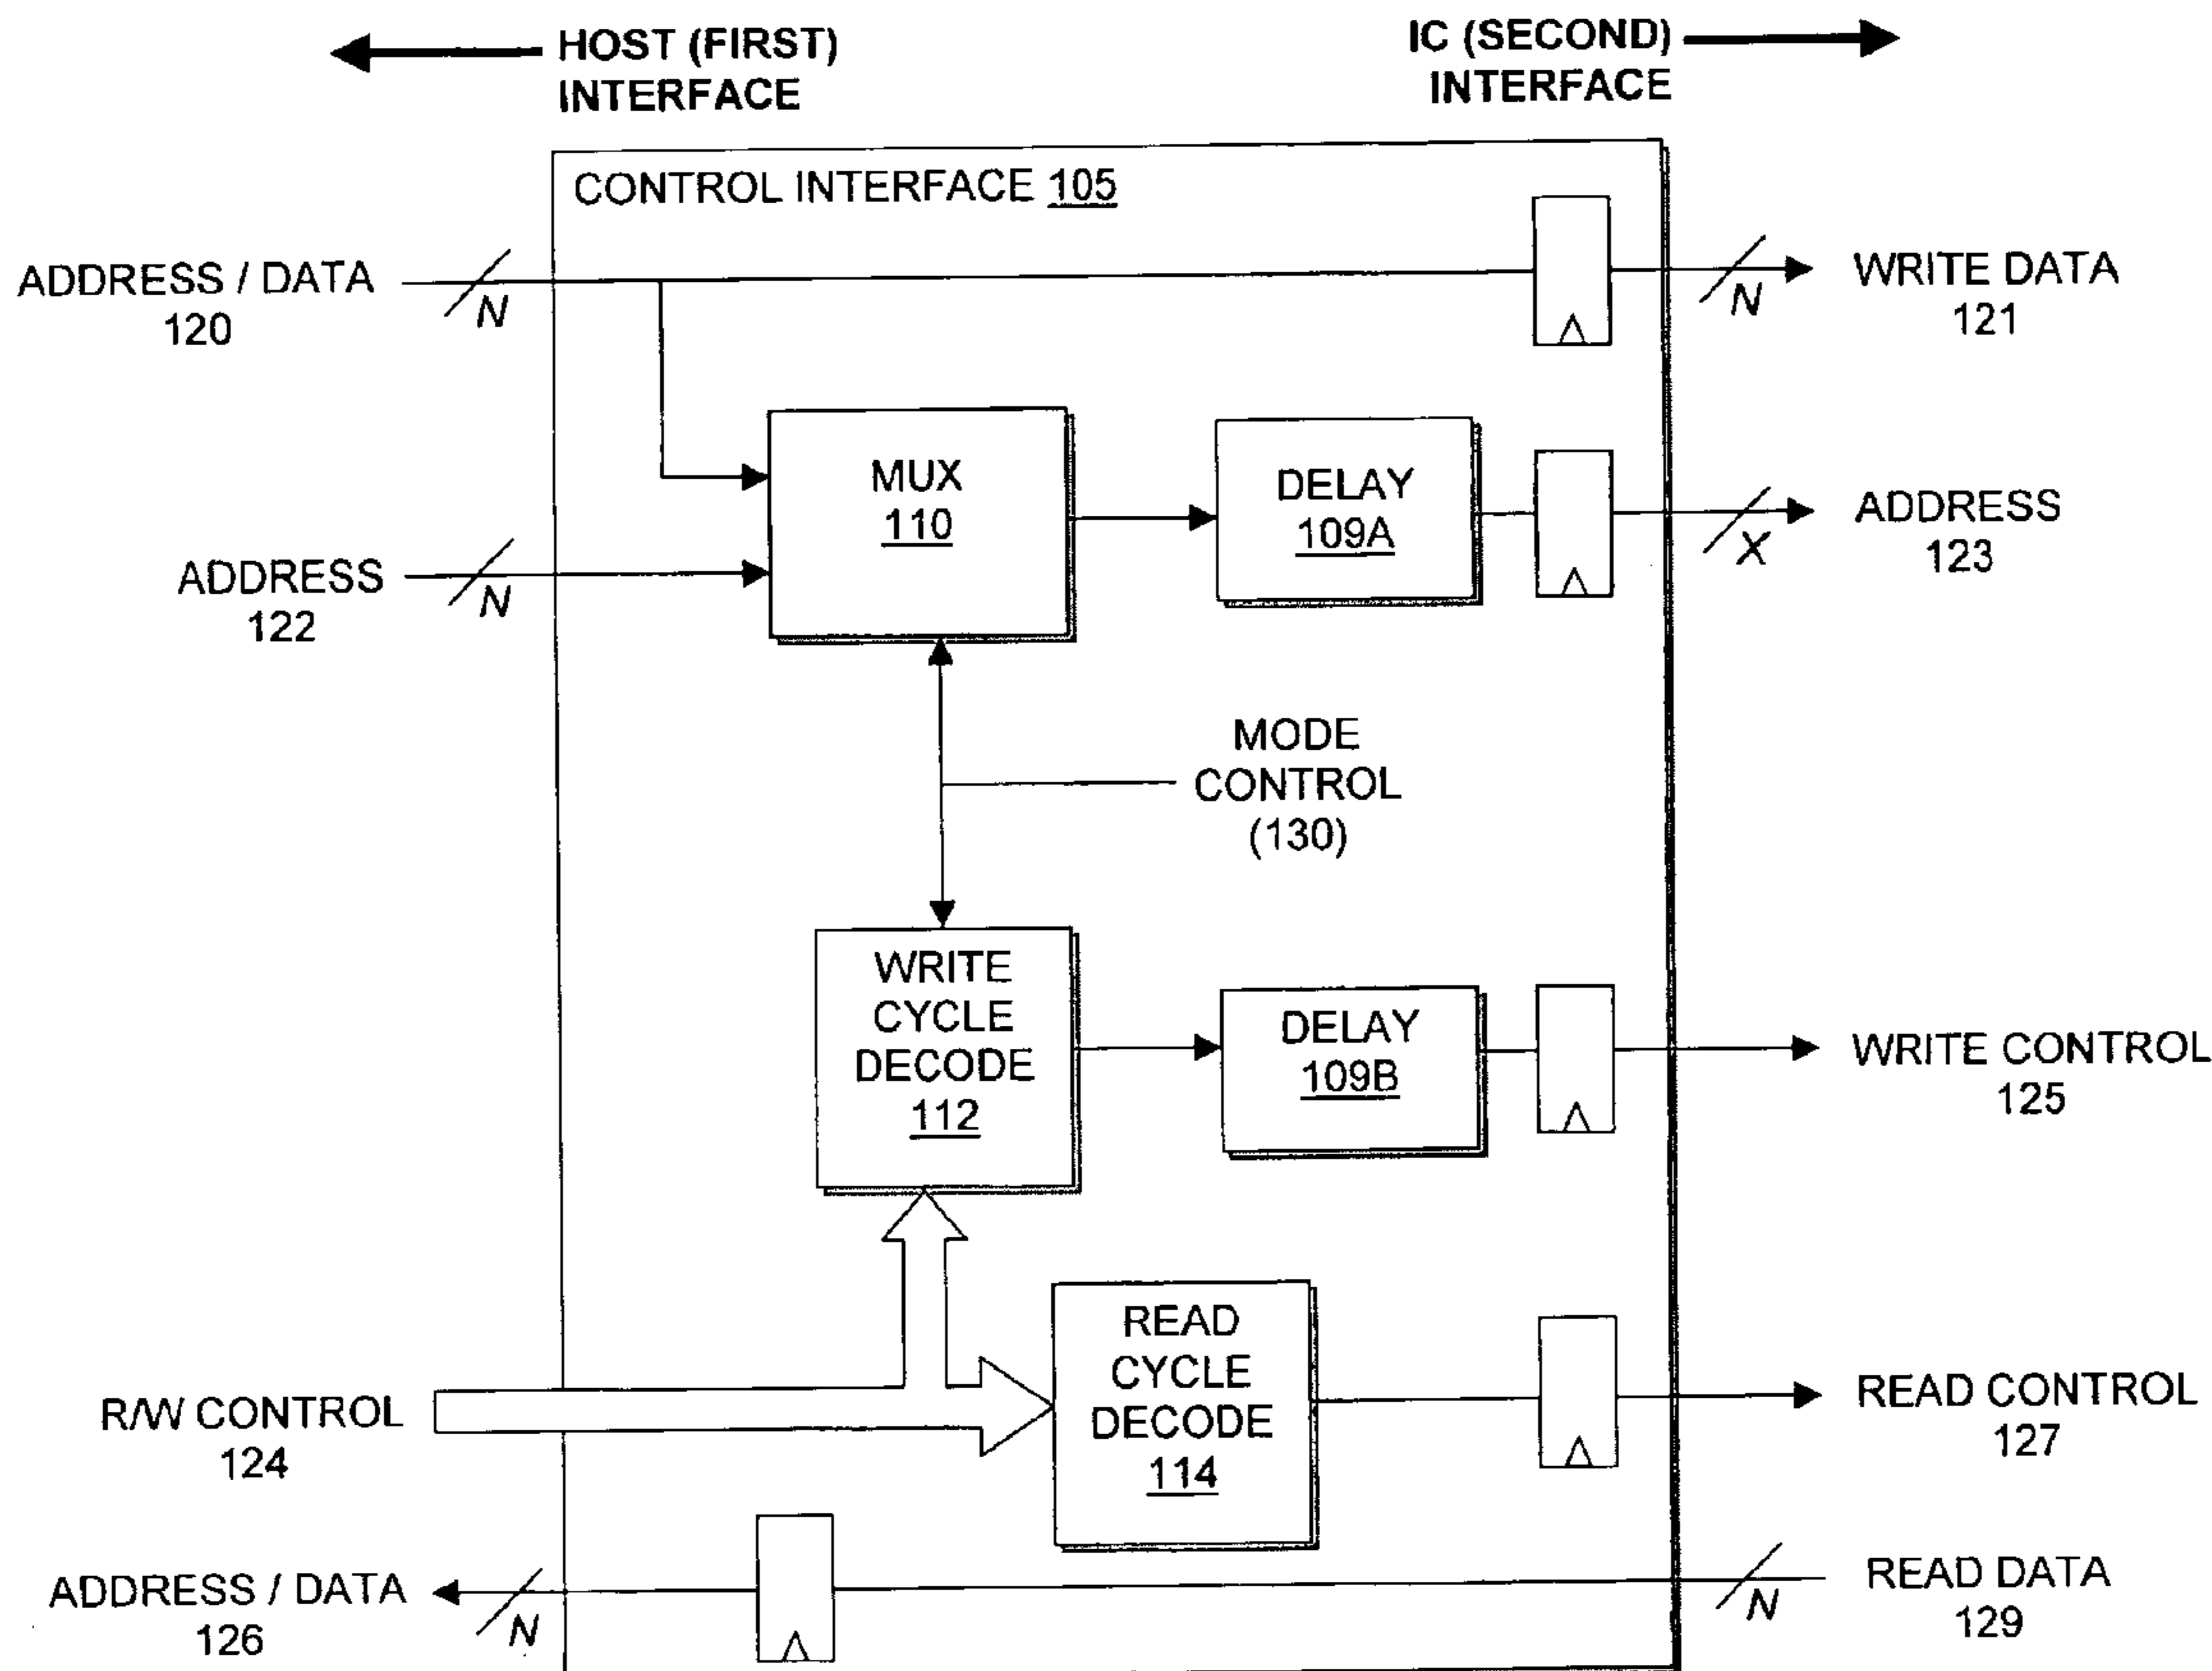 HOST (FIRST)
INTERFACE
IC (SECOND)
INTERFACE
CONTROL INTERFACE 105
ADDRESS / DATA
120
N
N
WRITE DATA
121
MUX
110
DELAY
109A
X
ADDRESS
123
ADDRESS
122
N
MODE
CONTROL
(130)
WRITE
CYCLE
DECODE
112
DELAY
109B
WRITE CONTROL
125
READ
CYCLE
DECODE
114
R/W CONTROL
124
READ CONTROL
127
ADDRESS / DATA
126
N
N
READ DATA
129